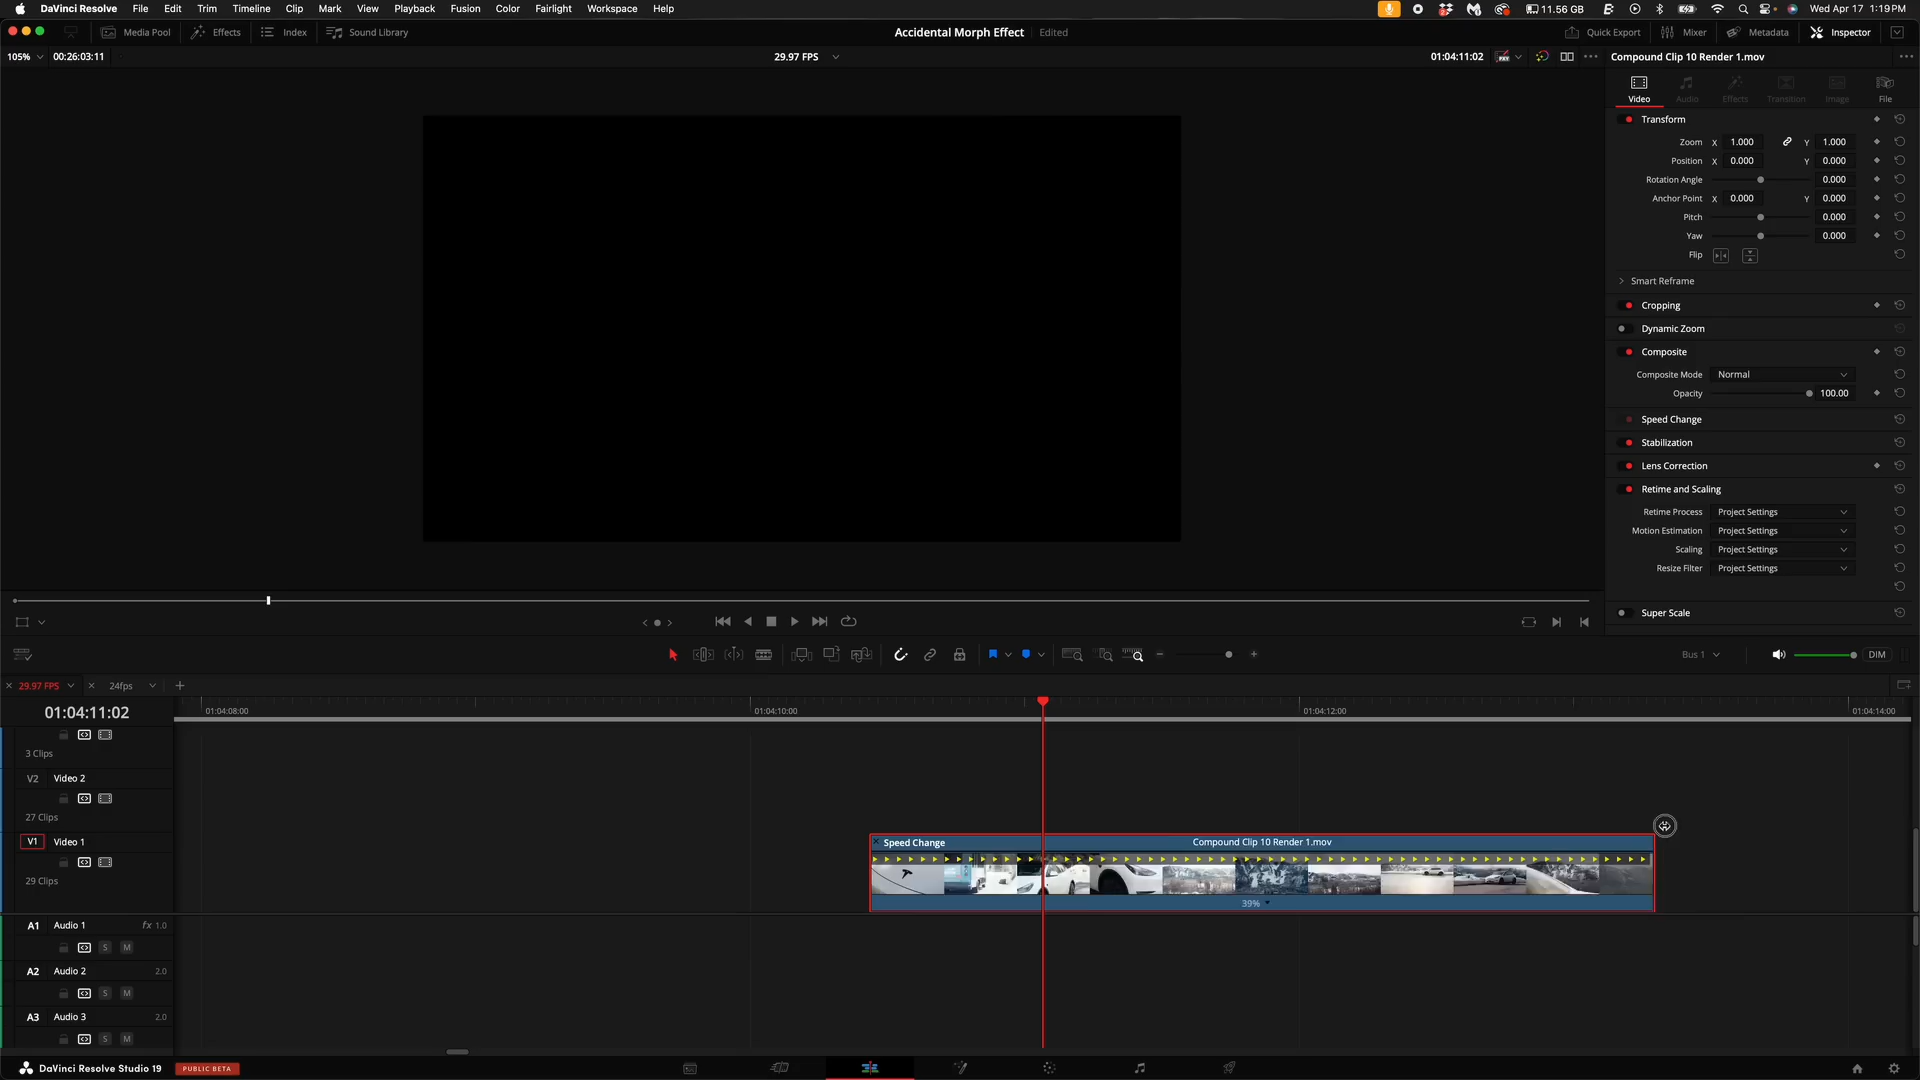 DaVinci Resolve File Edit Trim Timeline Clip Mark View Playback Fusion Color Fairlight Workspace Help 11.56 GB Wed Apr 17 1:19 PM
Media Pool Effects Index Sound Library Accidental Morph Effect Edited Quick Export Mixer Metadata Inspector
105% 00:26:03:11 29.97 FPS 01:04:11:02 Compound Clip 10 Render 1.mov
Video Audio Effects Transition Image File
Transform
Zoom X 1.000 Y 1.000
Position X 0.000 Y 0.000
Rotation Angle 0.000
Anchor Point X 0.000 Y 0.000
Pitch 0.000
Yaw 0.000
Flip
Smart Reframe
Cropping
Dynamic Zoom
Composite
Composite Mode Normal
Opacity 100.00
Speed Change
Stabilization
Lens Correction
Retime and Scaling
Retime Process Project Settings
Motion Estimation Project Settings
Scaling Project Settings
Resize Filter Project Settings
Super Scale
Bus 1 DIM
29.97 FPS 24fps
01:04:11:02 01:04:08:00 01:04:10:00 01:04:12:00 01:04:14:00
3 Clips
V2 Video 2
27 Clips
V1 Video 1
29 Clips
Speed Change Compound Clip 10 Render 1.mov
39%
A1 Audio 1 fx 1.0
S M
A2 Audio 2 2.0
S M
A3 Audio 3 2.0
S M
DaVinci Resolve Studio 19 PUBLIC BETA